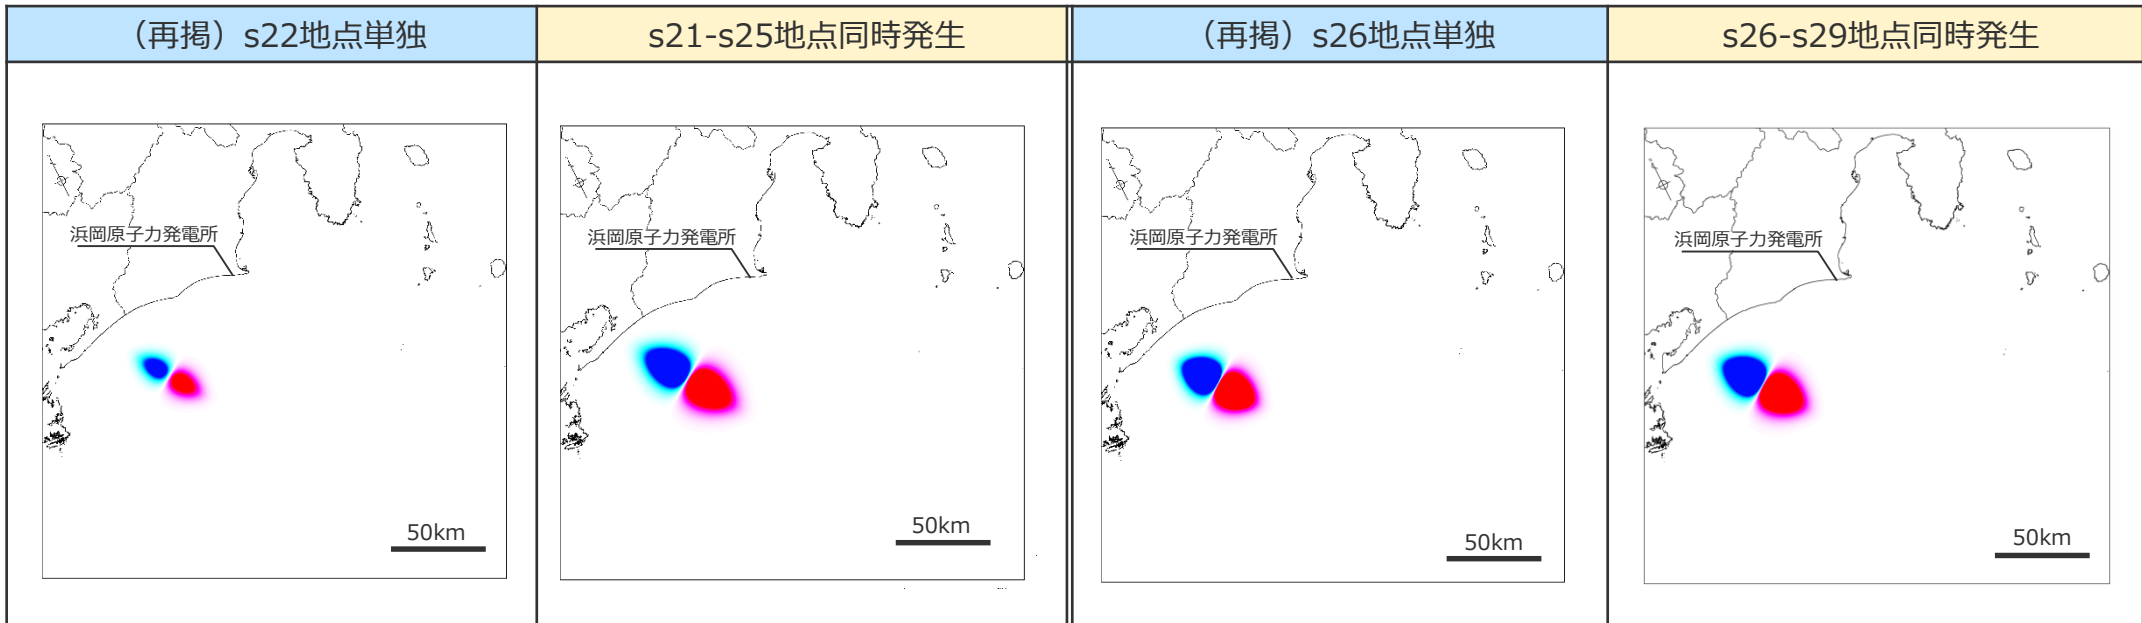 （再掲）s22地点単独
s21-s25地点同時発生
（再掲）s26地点単独
s26-s29地点同時発生
浜岡原子力発電所
50km
浜岡原子力発電所
50km
浜岡原子力発電所
50km
浜岡原子力発電所
50km